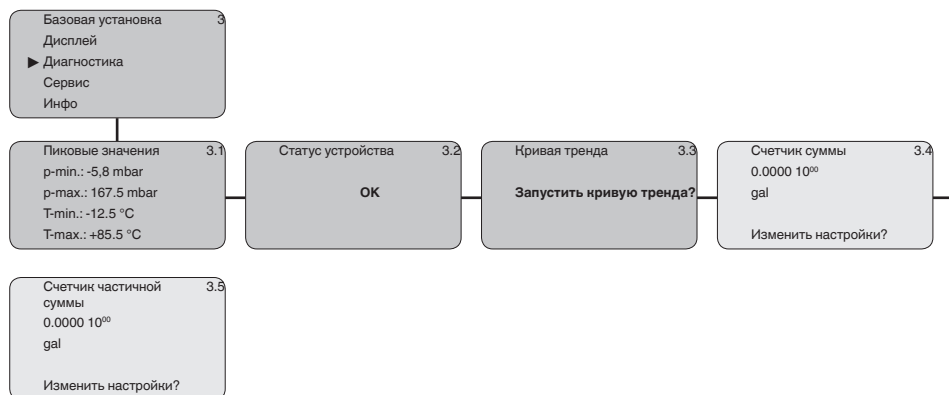 Базовая установка 3
Дисплей
▶ Диагностика
Сервис
Инфо
Пиковые значения 3.1
p-min.: -5,8 mbar
p-max.: 167.5 mbar
T-min.: -12.5 °C
T-max.: +85.5 °C
Статус устройства 3.2
OK
Кривая тренда 3.3
Запустить кривую тренда?
Счетчик суммы 3.4
0.0000 10⁰⁰
gal
Изменить настройки?
Счетчик частичной 3.5
суммы
0.0000 10⁰⁰
gal
Изменить настройки?